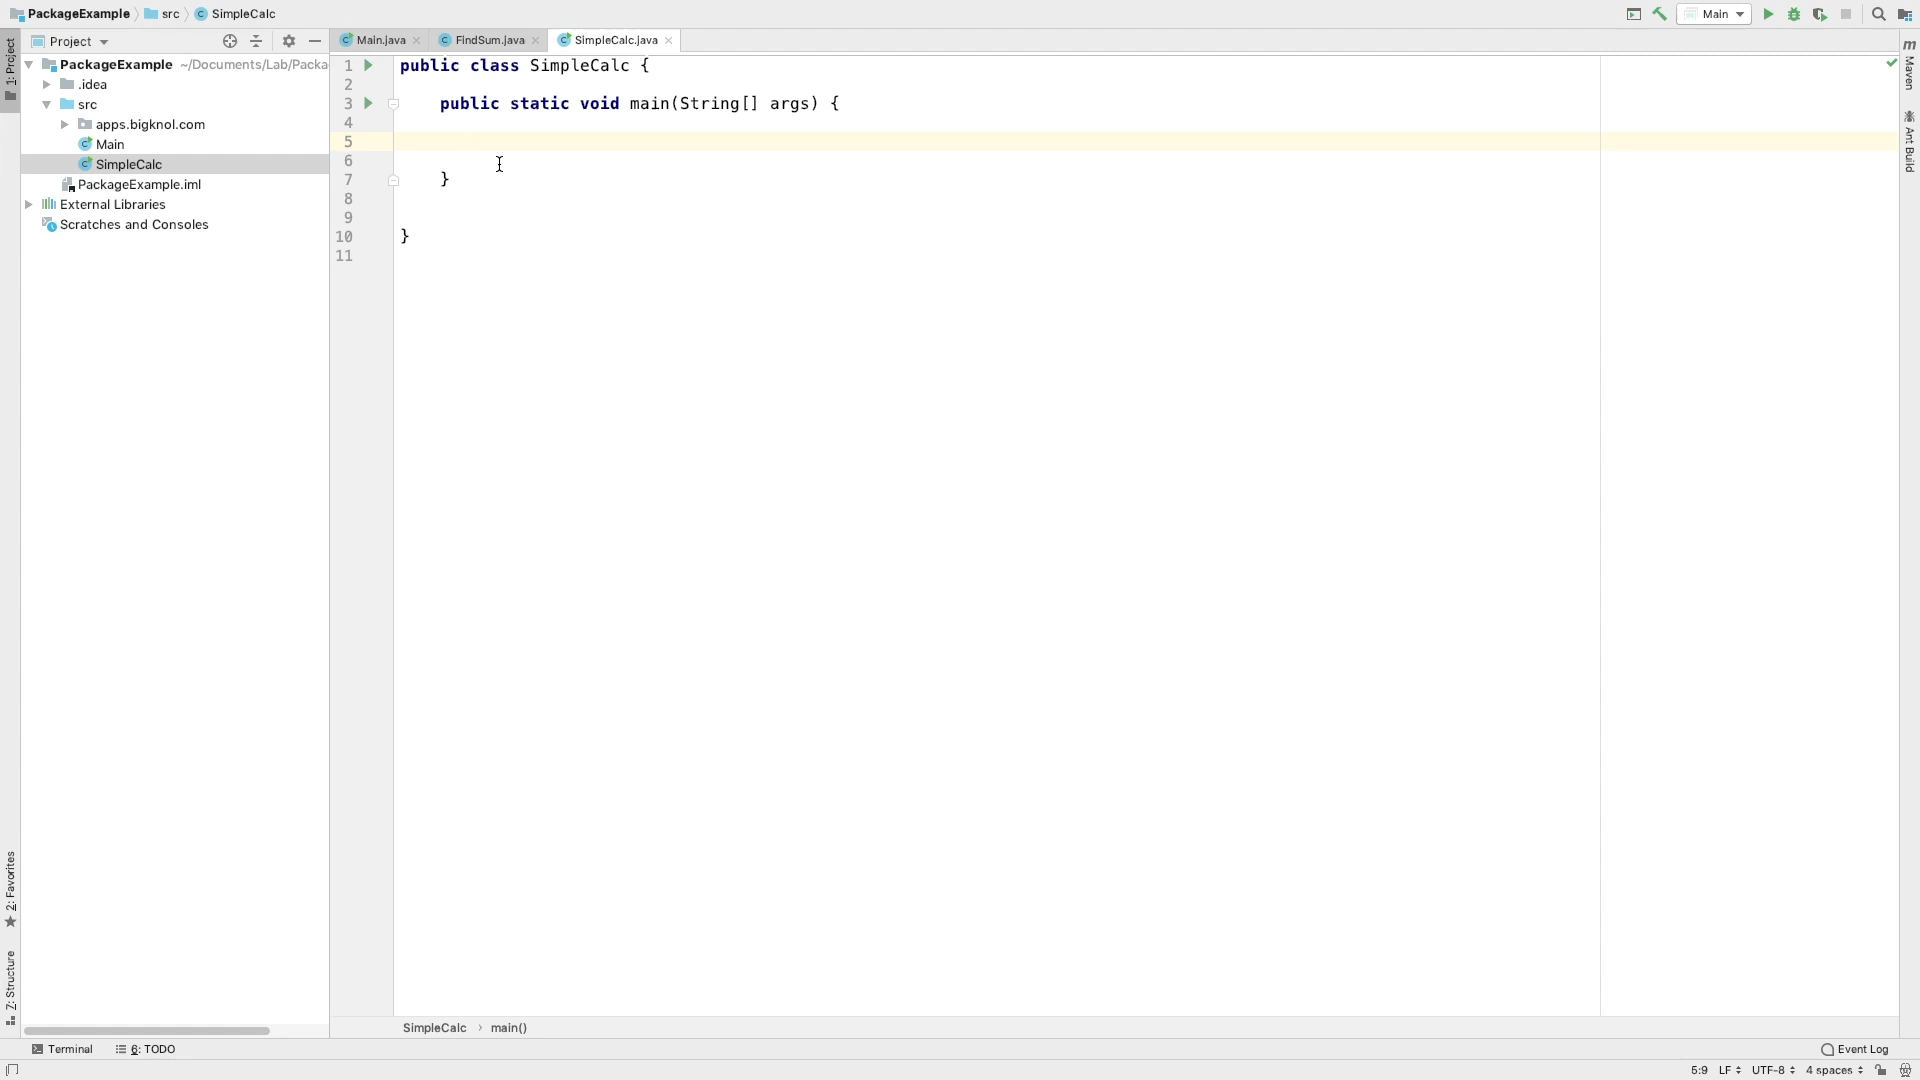 PackageExample src SimpleCalc
Main
1: Project
Project
Main.java FindSum.java SimpleCalc.java
PackageExample ~/Documents/Lab/Packa
.idea
src
apps.bigknol.com
Main
SimpleCalc
PackageExample.iml
External Libraries
Scratches and Consoles
1 public class SimpleCalc {
2
3 public static void main(String[] args) {
4
5
6
7 }
8
9
10 }
11
m Maven
Ant Build
2: Favorites
7: Structure
SimpleCalc › main()
Terminal 6: TODO Event Log
5:9 LF UTF-8 4 spaces